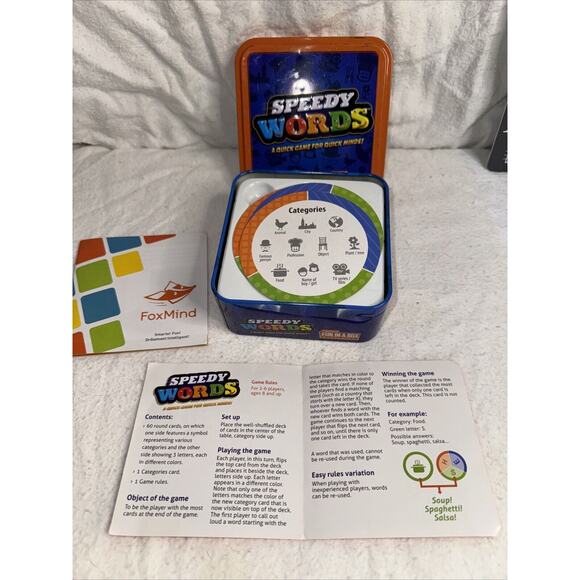 SPEEDY
WORDS
A QUICK GAME FOR QUICK MINDS!
Categories
Animal
City
Country
Famous
person
Profession
Object
Plant / tree
Food
Name of
boy / girl
TV series /
film
SPEEDY
WORDS
FUN IN A BOX
FoxMind
Smarter Fun!
Divertissant Intelligent!
SPEEDY
WORDS
A QUICK GAME FOR QUICK MINDS!
Game Rules
For 2-6 players,
ages 8 and up.
Contents:
> 60 round cards, on which
one side features a symbol
representing various
categories and the other
side showing 3 letters, each
in different colors.
> 1 Categories card.
> 1 Game rules.
Object of the game
To be the player with the most
cards at the end of the game.
Set up
Place the well-shuffled deck
of cards in the center of the
table, category side up.
Playing the game
Each player, in this turn, flips
the top card from the deck
and places it beside the deck,
letters side up. Each letter
appears in a different color.
Note that only one of the
letters matches the color of
the new category card that is
now visible on top of the deck.
The first player to call out
loud a word starting with the
letter that matches in color to
the category wins the round
and takes the card. If none of
the players find a matching
word (such as a country that
starts with the letter X), they
turn over a new card. Then,
whoever finds a word with the
new card wins both cards. The
game continues to the next
player that flips the next card,
and so on, until there is only
one card left in the deck.
A word that was used, cannot
be re-used during the game.
Easy rules variation
When playing with
inexperienced players, words
can be re-used.
Winning the game
The winner of the game is the
player that collected the most
cards when only one card is
left in the deck. This card is not
counted.
For example:
Category: Food.
Green letter: S.
Possible answers:
Soup, spaghetti, salsa...
H
E
S
Soup!
Spaghetti!
Salsa!